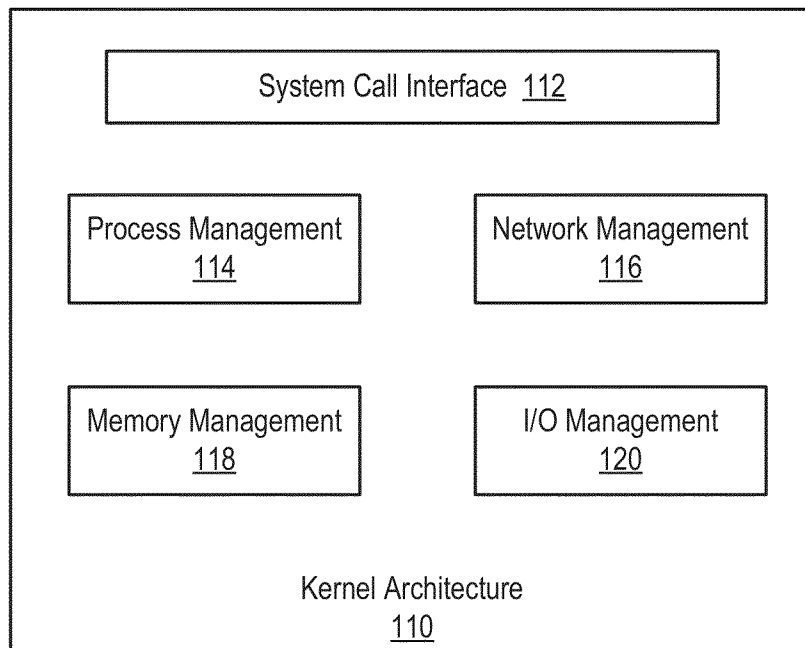 System Call Interface 112
Process Management
114
Network Management
116
Memory Management
118
I/O Management
120
Kernel Architecture
110